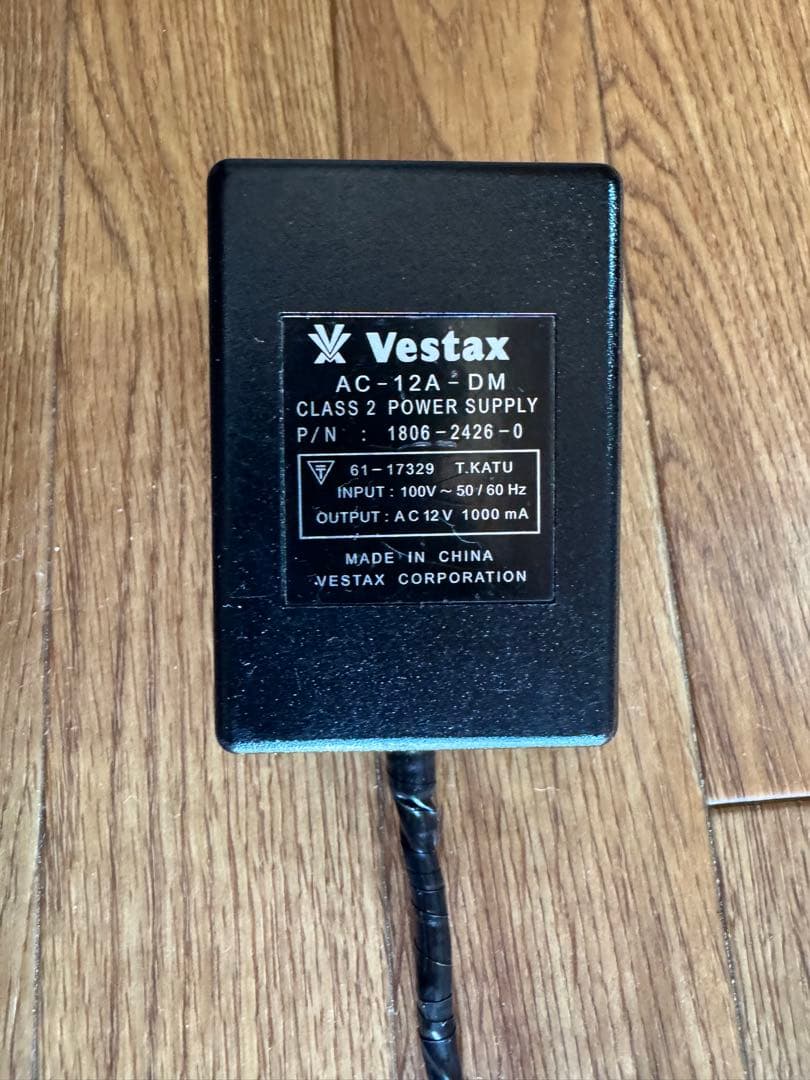 Vestax
AC-12A-DM
CLASS 2 POWER SUPPLY
P/N : 1806-2426-0
T 61-17329 T.KATU
INPUT : 100V ~ 50/60 Hz
OUTPUT : AC 12V 1000 mA
MADE IN CHINA
VESTAX CORPORATION